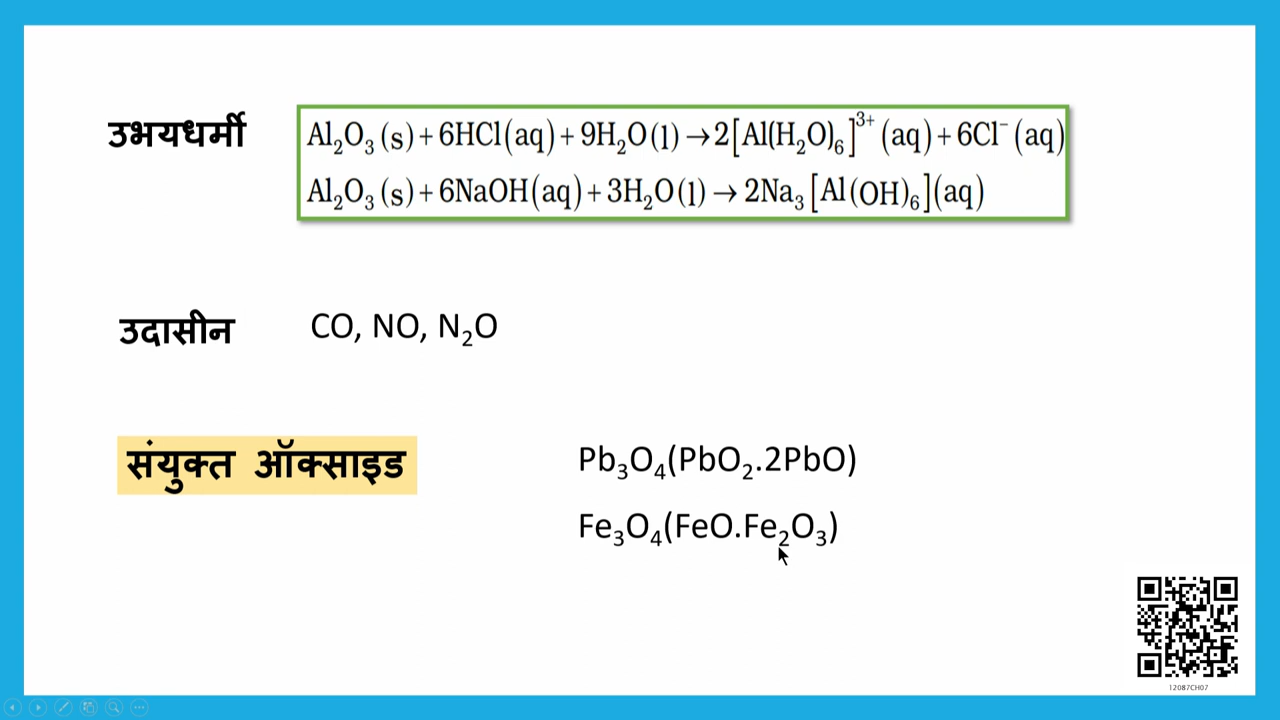 उभयधर्मी
Al₂O₃(s)+6HCl(aq)+9H₂O(l)→2[Al(H₂O)₆]³⁺(aq)+6Cl⁻(aq)
Al₂O₃(s)+6NaOH(aq)+3H₂O(l)→2Na₃[Al(OH)₆](aq)
उदासीन CO, NO, N₂O
संयुक्त ऑक्साइड Pb₃O₄(PbO₂.2PbO)
Fe₃O₄(FeO.Fe₂O₃)
12087CH07